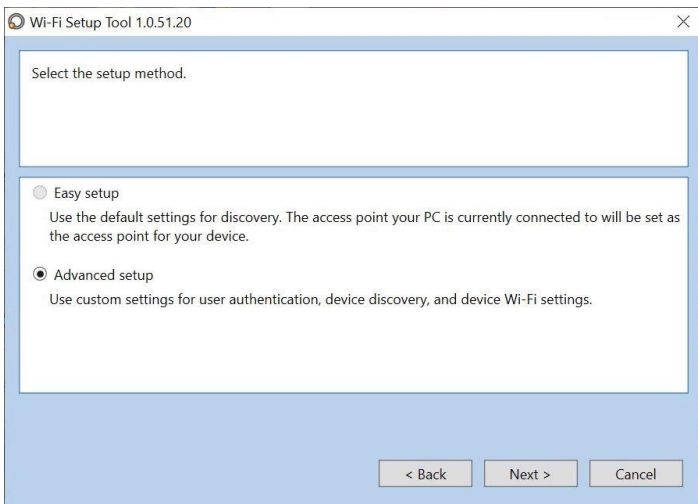 Wi-Fi Setup Tool 1.0.51.20
Select the setup method.
Easy setup
Use the default settings for discovery. The access point your PC is currently connected to will be set as
the access point for your device.
Advanced setup
Use custom settings for user authentication, device discovery, and device Wi-Fi settings.
< Back
Next >
Cancel